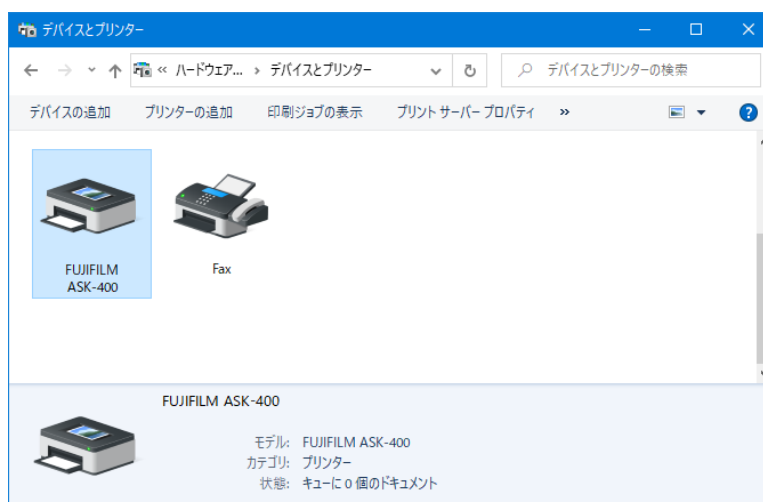 デバイスとプリンター
« ハードウェア... › デバイスとプリンター
デバイスとプリンターの検索
デバイスの追加 プリンターの追加 印刷ジョブの表示 プリント サーバー プロパティ »
FUJIFILM
ASK-400
Fax
FUJIFILM ASK-400
モデル: FUJIFILM ASK-400
カテゴリ: プリンター
状態: キューに 0 個のドキュメント